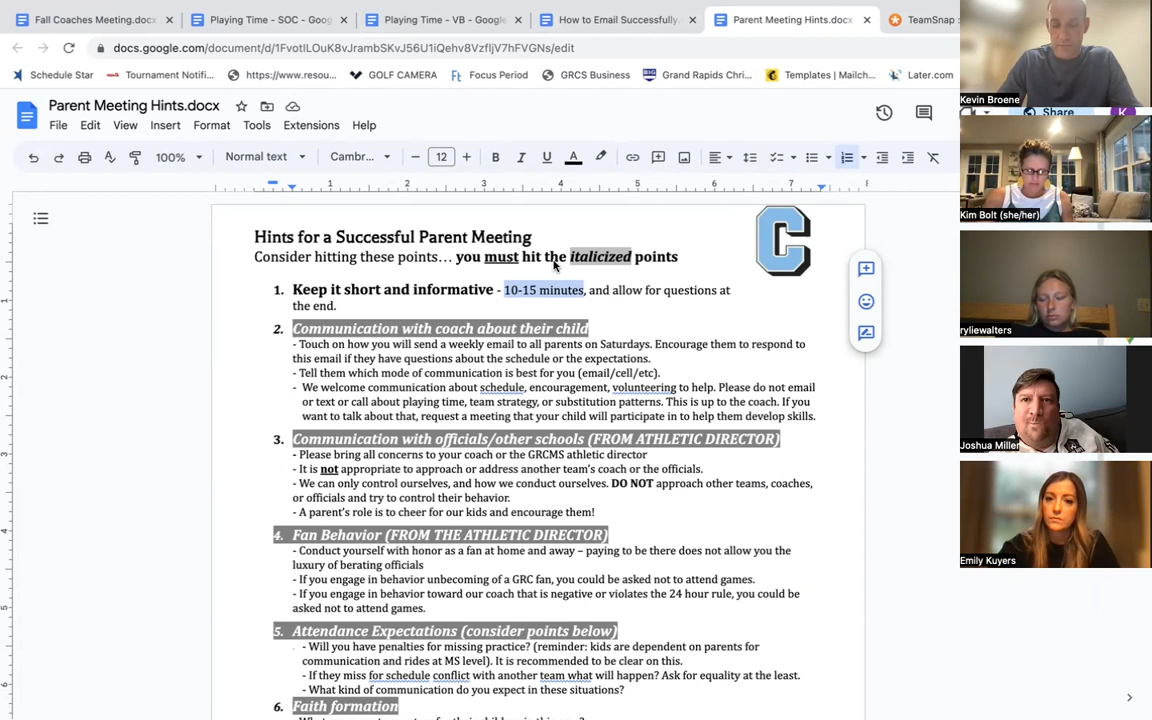 Fall Coaches Meeting.docx
Playing Time - SOC - Goog
Playing Time - VB - Google
How to Email Successfully.
Parent Meeting Hints.docx
TeamSnap
docs.google.com/document/d/1FvotILOuK8vJrambSKvJ56U1iQehv8VzfljV7hFVGNs/edit
Schedule Star
Tournament Notifi...
https://www.resou...
GOLF CAMERA
Focus Period
GRCS Business
Grand Rapids Chri...
Templates | Mailch...
Later.com
Parent Meeting Hints.docx
File Edit View Insert Format Tools Extensions Help
Share
K
100% Normal text Cambr... 12
1 2 3 4 5 6 7
Hints for a Successful Parent Meeting
Consider hitting these points… you must hit the italicized points
C
1. Keep it short and informative - 10-15 minutes, and allow for questions at
the end.
2. Communication with coach about their child
- Touch on how you will send a weekly email to all parents on Saturdays. Encourage them to respond to
this email if they have questions about the schedule or the expectations.
- Tell them which mode of communication is best for you (email/cell/etc).
- We welcome communication about schedule, encouragement, volunteering to help. Please do not email
or text or call about playing time, team strategy, or substitution patterns. This is up to the coach. If you
want to talk about that, request a meeting that your child will participate in to help them develop skills.
3. Communication with officials/other schools (FROM ATHLETIC DIRECTOR)
- Please bring all concerns to your coach or the GRCMS athletic director
- It is not appropriate to approach or address another team's coach or the officials.
- We can only control ourselves, and how we conduct ourselves. DO NOT approach other teams, coaches,
or officials and try to control their behavior.
- A parent's role is to cheer for our kids and encourage them!
4. Fan Behavior (FROM THE ATHLETIC DIRECTOR)
- Conduct yourself with honor as a fan at home and away – paying to be there does not allow you the
luxury of berating officials
- If you engage in behavior unbecoming of a GRC fan, you could be asked not to attend games.
- If you engage in behavior toward our coach that is negative or violates the 24 hour rule, you could be
asked not to attend games.
5. Attendance Expectations (consider points below)
- Will you have penalties for missing practice? (reminder: kids are dependent on parents for
communication and rides at MS level). It is recommended to be clear on this.
- If they miss for schedule conflict with another team what will happen? Ask for equality at the least.
- What kind of communication do you expect in these situations?
6. Faith formation
Kevin Broene
Kim Bolt (she/her)
ryliewalters
Joshua Miller
Emily Kuyers